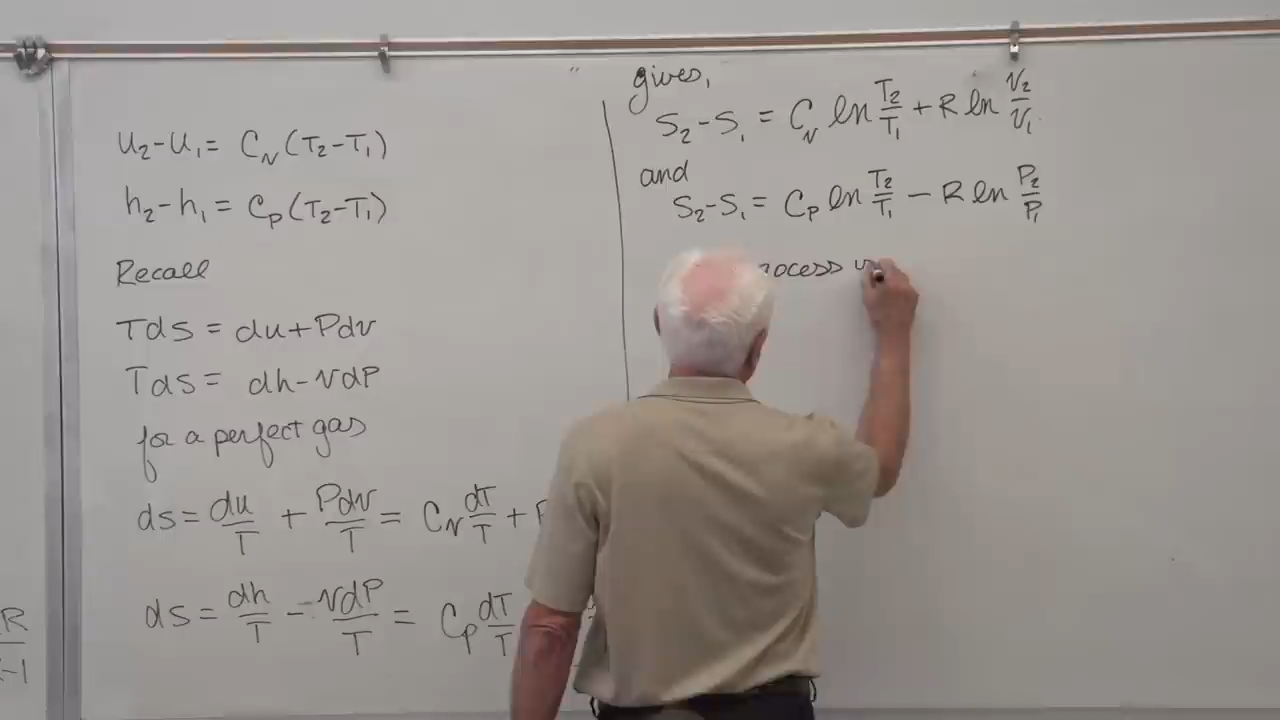 u₂-u₁= Cᵥ(T₂-T₁)
h₂-h₁= Cₚ(T₂-T₁)
Recall
Tds = du+Pdv
Tds = dh-vdP
for a perfect gas
ds = du/T + Pdv/T = Cᵥ dT/T +
ds = dh/T - vdP/T = Cₚ dT/T
R
-1
gives,
S₂-S₁ = Cᵥ ln T₂/T₁ + R ln v₂/v₁
and
S₂-S₁ = Cₚ ln T₂/T₁ - R ln P₂/P₁
ocess